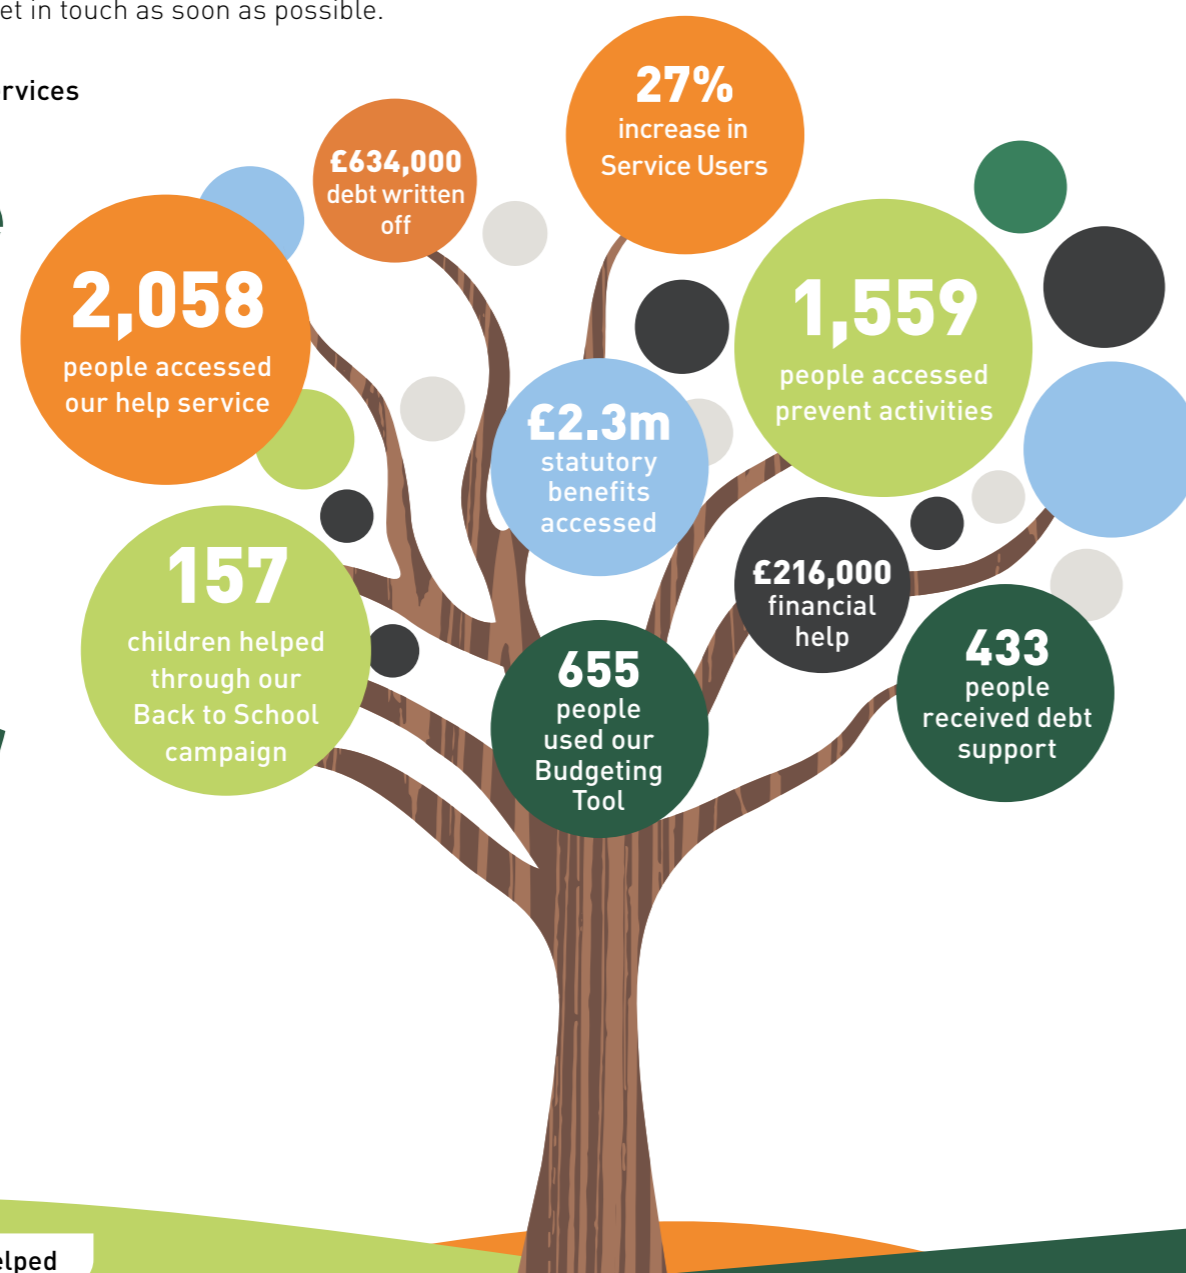 27%
increase in
Service Users
£634,000
debt written
off
2,058
people accessed
our help service
1,559
people accessed
prevent activities
£2.3m
statutory
benefits
accessed
157
children helped
through our
Back to School
campaign
£216,000
financial
help
655
people
used our
Budgeting
Tool
433
people
received debt
support
in touch as soon as possible.